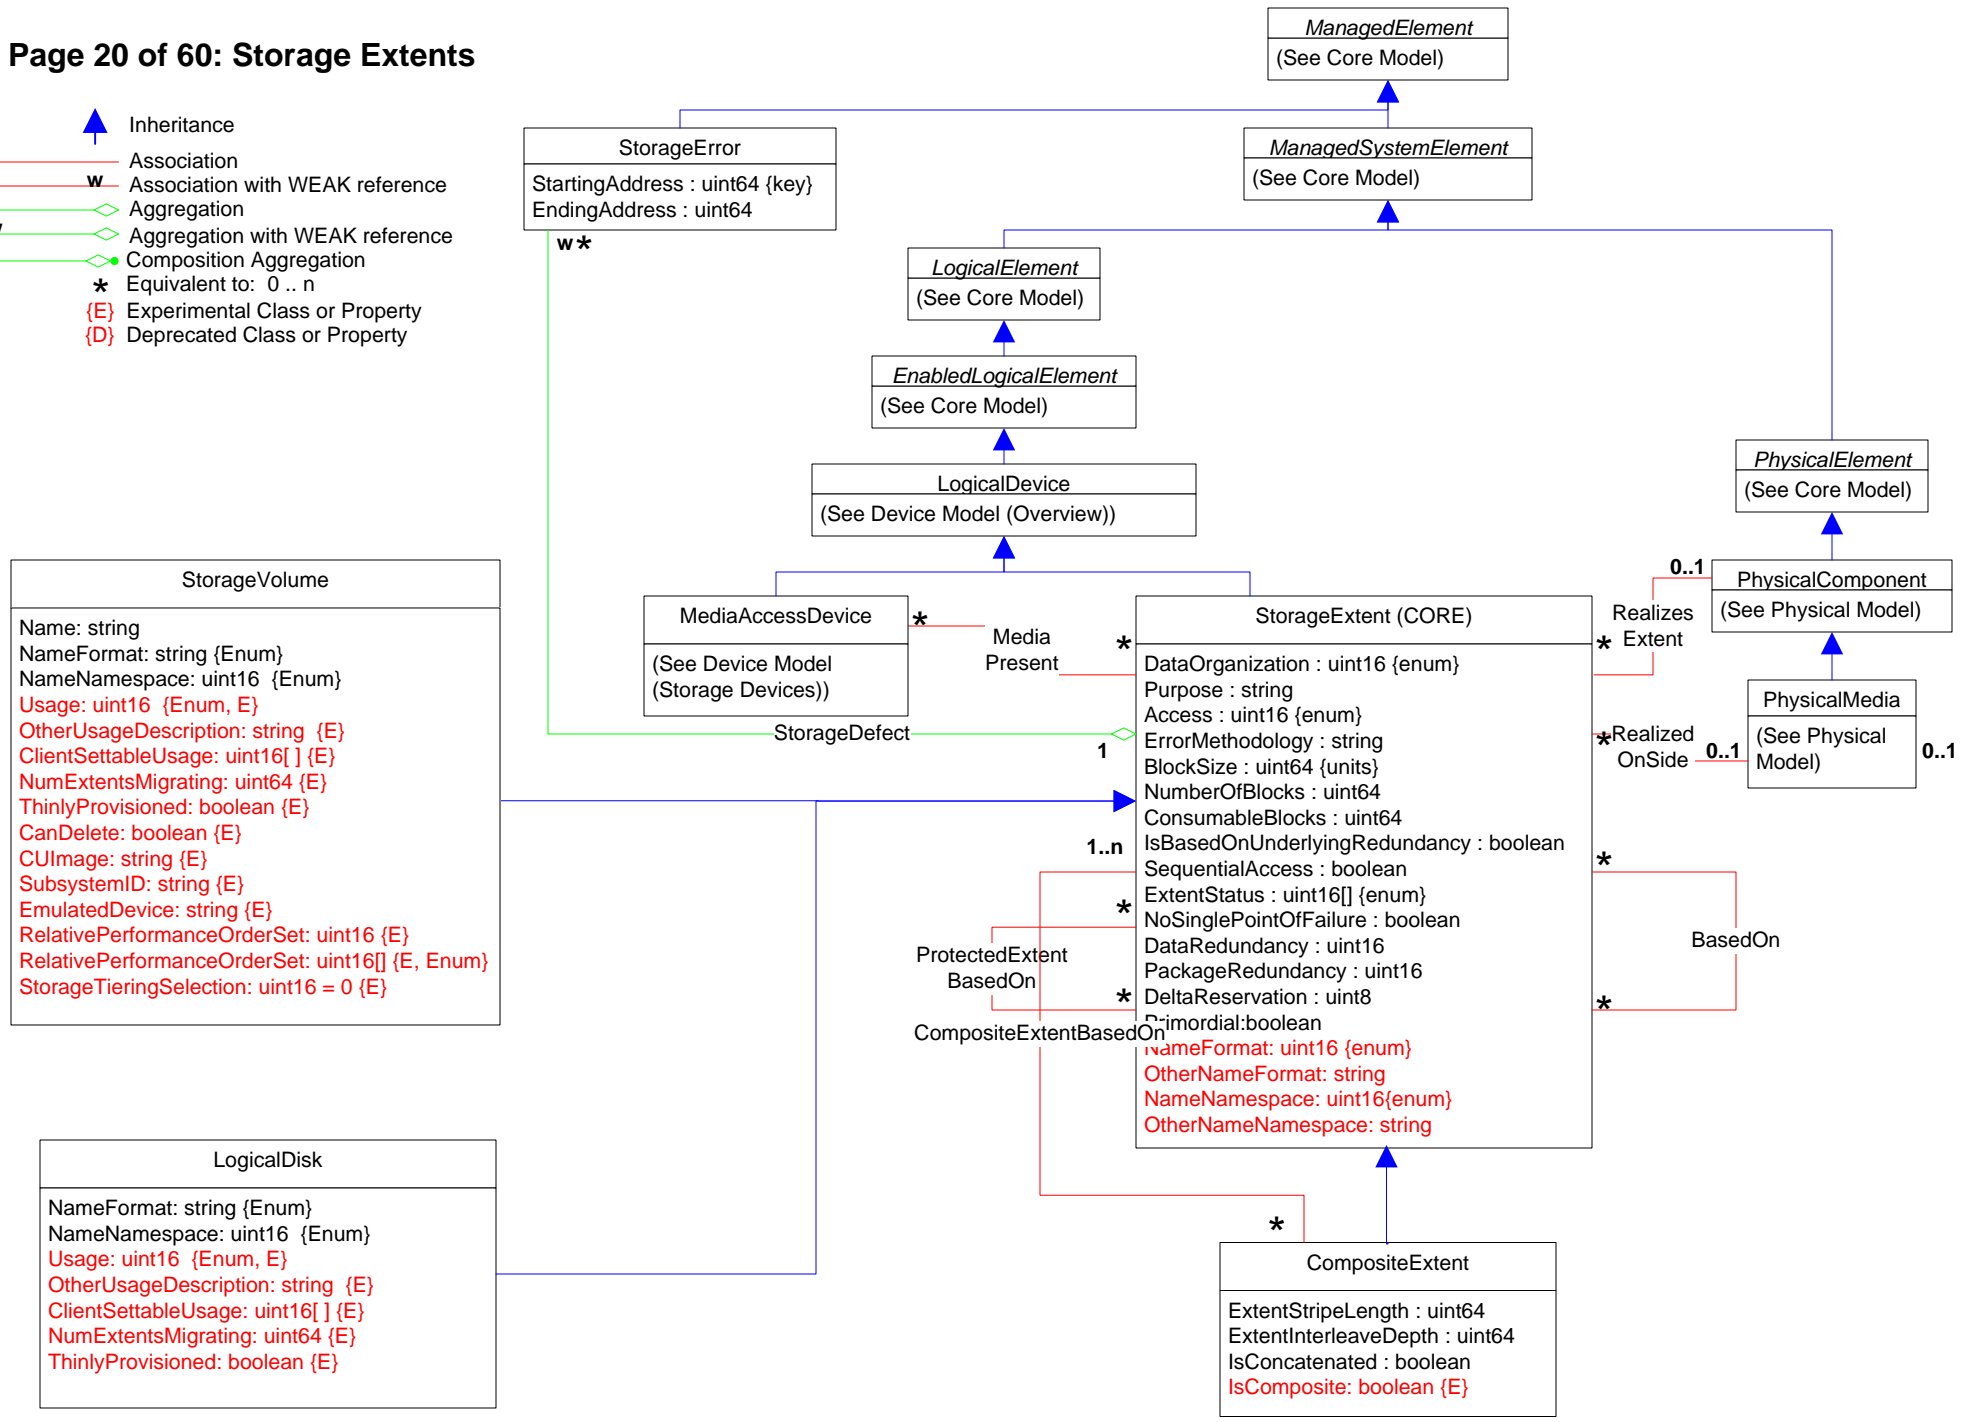 Page 20 of 60: Storage Extents
Inheritance
Association
w
Association with WEAK reference
Aggregation
Aggregation with WEAK reference
Composition Aggregation
* Equivalent to:  0 .. n
{E} Experimental Class or Property
{D} Deprecated Class or Property
ManagedElement
(See Core Model)
StorageError
StartingAddress : uint64 {key}
EndingAddress : uint64
w*
ManagedSystemElement
(See Core Model)
LogicalElement
(See Core Model)
EnabledLogicalElement
(See Core Model)
LogicalDevice
(See Device Model (Overview))
PhysicalElement
(See Core Model)
0..1
PhysicalComponent
(See Physical Model)
Realizes
Extent
*
PhysicalMedia
(See Physical
Model)
0..1
0..1
Realized
OnSide
*
MediaAccessDevice
(See Device Model
(Storage Devices))
*
Media
Present
*
StorageDefect
1
StorageExtent (CORE)
DataOrganization : uint16 {enum}
Purpose : string
Access : uint16 {enum}
ErrorMethodology : string
BlockSize : uint64 {units}
NumberOfBlocks : uint64
ConsumableBlocks : uint64
IsBasedOnUnderlyingRedundancy : boolean
SequentialAccess : boolean
ExtentStatus : uint16[] {enum}
NoSinglePointOfFailure : boolean
DataRedundancy : uint16
PackageRedundancy : uint16
DeltaReservation : uint8
Primordial:boolean
NameFormat: uint16 {enum}
OtherNameFormat: string
NameNamespace: uint16{enum}
OtherNameNamespace: string
1..n
*
ProtectedExtent
BasedOn
*
CompositeExtentBasedOn
*
BasedOn
*
*
CompositeExtent
ExtentStripeLength : uint64
ExtentInterleaveDepth : uint64
IsConcatenated : boolean
IsComposite: boolean {E}
StorageVolume
Name: string
NameFormat: string {Enum}
NameNamespace: uint16  {Enum}
Usage: uint16  {Enum, E}
OtherUsageDescription: string  {E}
ClientSettableUsage: uint16[ ] {E}
NumExtentsMigrating: uint64 {E}
ThinlyProvisioned: boolean {E}
CanDelete: boolean {E}
CUImage: string {E}
SubsystemID: string {E}
EmulatedDevice: string {E}
RelativePerformanceOrderSet: uint16 {E}
RelativePerformanceOrderSet: uint16[] {E, Enum}
StorageTieringSelection: uint16 = 0 {E}
LogicalDisk
NameFormat: string {Enum}
NameNamespace: uint16  {Enum}
Usage: uint16  {Enum, E}
OtherUsageDescription: string  {E}
ClientSettableUsage: uint16[ ] {E}
NumExtentsMigrating: uint64 {E}
ThinlyProvisioned: boolean {E}